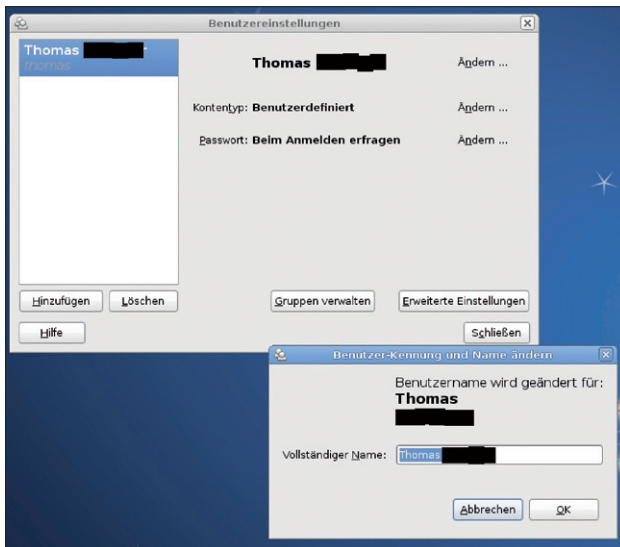 Benutzereinstellungen
Thomas
thomas
Thomas
Ändern ...
Kontentyp: Benutzerdefiniert
Ändern ...
Passwort: Beim Anmelden erfragen
Ändern ...
Hinzufügen
Löschen
Gruppen verwalten
Erweiterte Einstellungen
Hilfe
Schließen
Benutzer-Kennung und Name ändern
Benutzername wird geändert für:
Thomas
Vollständiger Name: Thomas
Abbrechen
OK